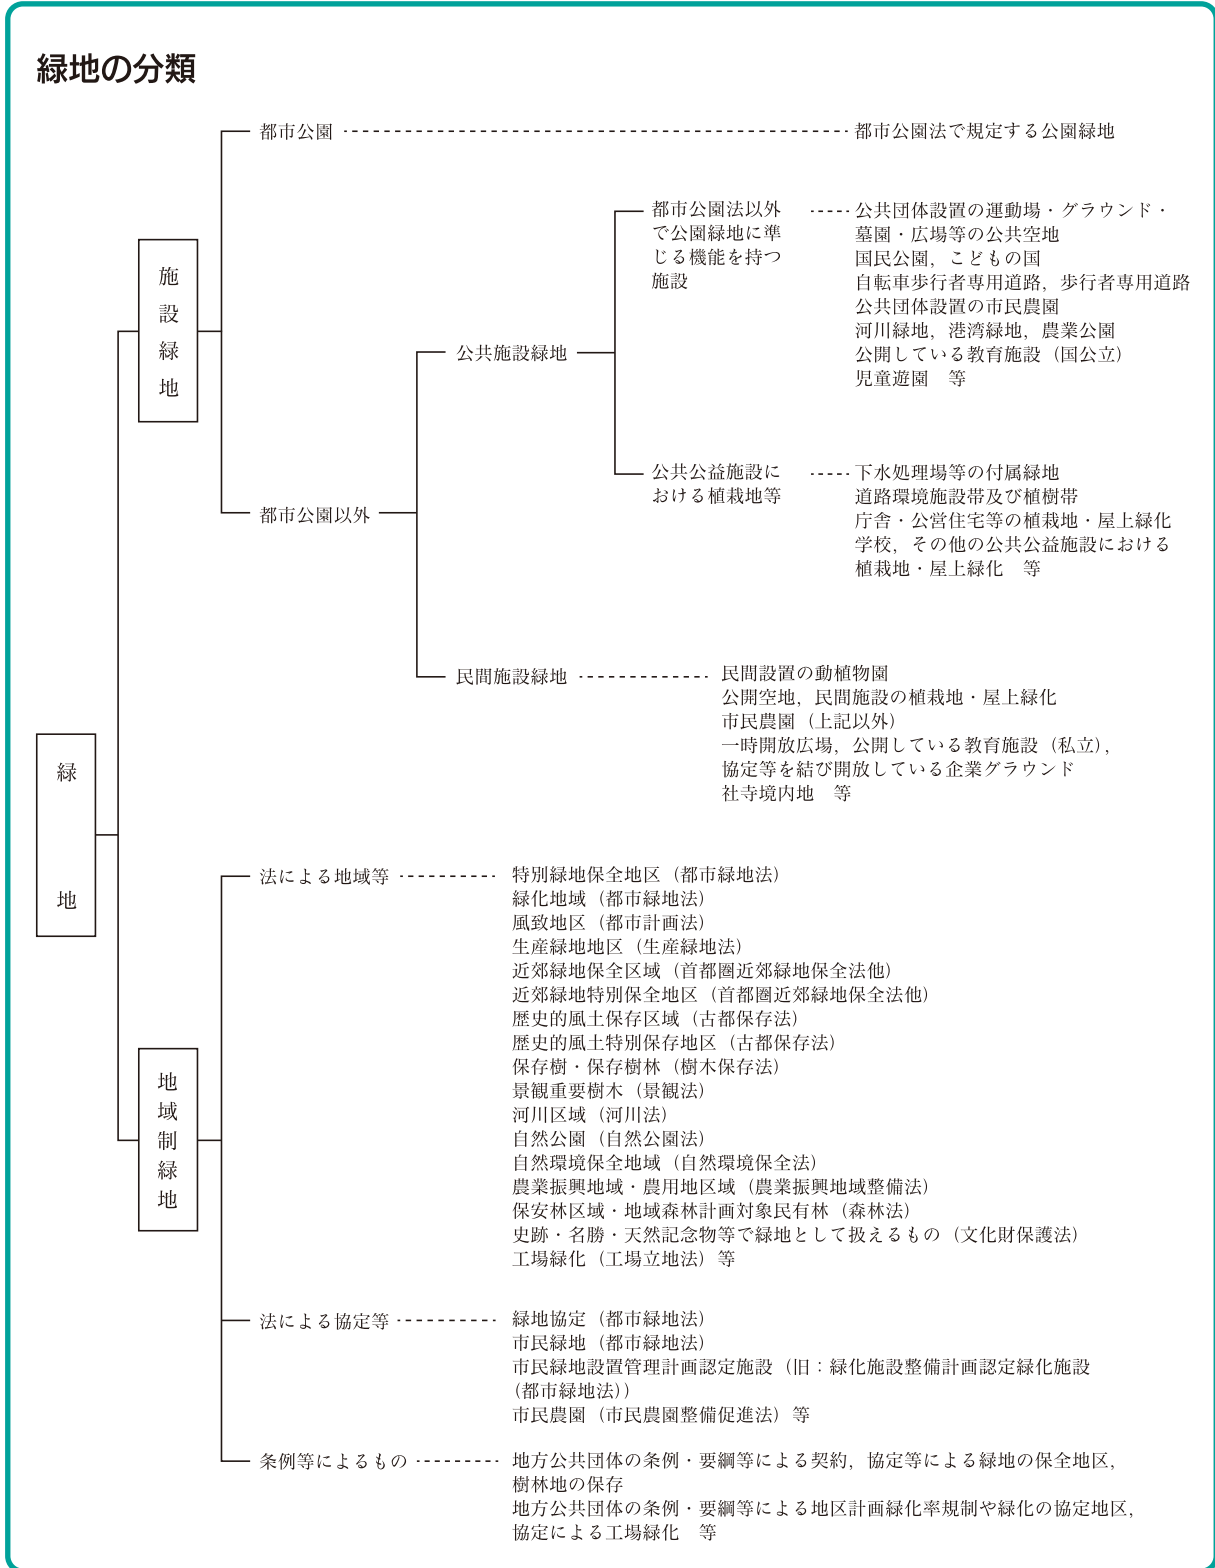 緑地の分類
都市公園
都市公園法で規定する公園緑地
施設緑地
都市公園法以外
で公園緑地に準
じる機能を持つ
施設
公共団体設置の運動場・グラウンド・
墓園・広場等の公共空地
国民公園，こどもの国
自転車歩行者専用道路，歩行者専用道路
公共団体設置の市民農園
河川緑地，港湾緑地，農業公園
公開している教育施設（国公立）
児童遊園　等
公共施設緑地
公共公益施設に
おける植栽地等
下水処理場等の付属緑地
道路環境施設帯及び植樹帯
庁舎・公営住宅等の植栽地・屋上緑化
学校，その他の公共公益施設における
植栽地・屋上緑化　等
都市公園以外
民間施設緑地
民間設置の動植物園
公開空地，民間施設の植栽地・屋上緑化
市民農園（上記以外）
一時開放広場，公開している教育施設（私立），
協定等を結び開放している企業グラウンド
社寺境内地　等
緑地
法による地域等
特別緑地保全地区（都市緑地法）
緑化地域（都市緑地法）
風致地区（都市計画法）
生産緑地地区（生産緑地法）
近郊緑地保全区域（首都圏近郊緑地保全法他）
近郊緑地特別保全地区（首都圏近郊緑地保全法他）
歴史的風土保存区域（古都保存法）
歴史的風土特別保存地区（古都保存法）
保存樹・保存樹林（樹木保存法）
景観重要樹木（景観法）
河川区域（河川法）
自然公園（自然公園法）
自然環境保全地域（自然環境保全法）
農業振興地域・農用地区域（農業振興地域整備法）
保安林区域・地域森林計画対象民有林（森林法）
史跡・名勝・天然記念物等で緑地として扱えるもの（文化財保護法）
工場緑化（工場立地法）等
地域制緑地
法による協定等
緑地協定（都市緑地法）
市民緑地（都市緑地法）
市民緑地設置管理計画認定施設（旧：緑化施設整備計画認定緑化施設
（都市緑地法））
市民農園（市民農園整備促進法）等
条例等によるもの
地方公共団体の条例・要綱等による契約，協定等による緑地の保全地区，
樹林地の保存
地方公共団体の条例・要綱等による地区計画緑化率規制や緑化の協定地区，
協定による工場緑化　等